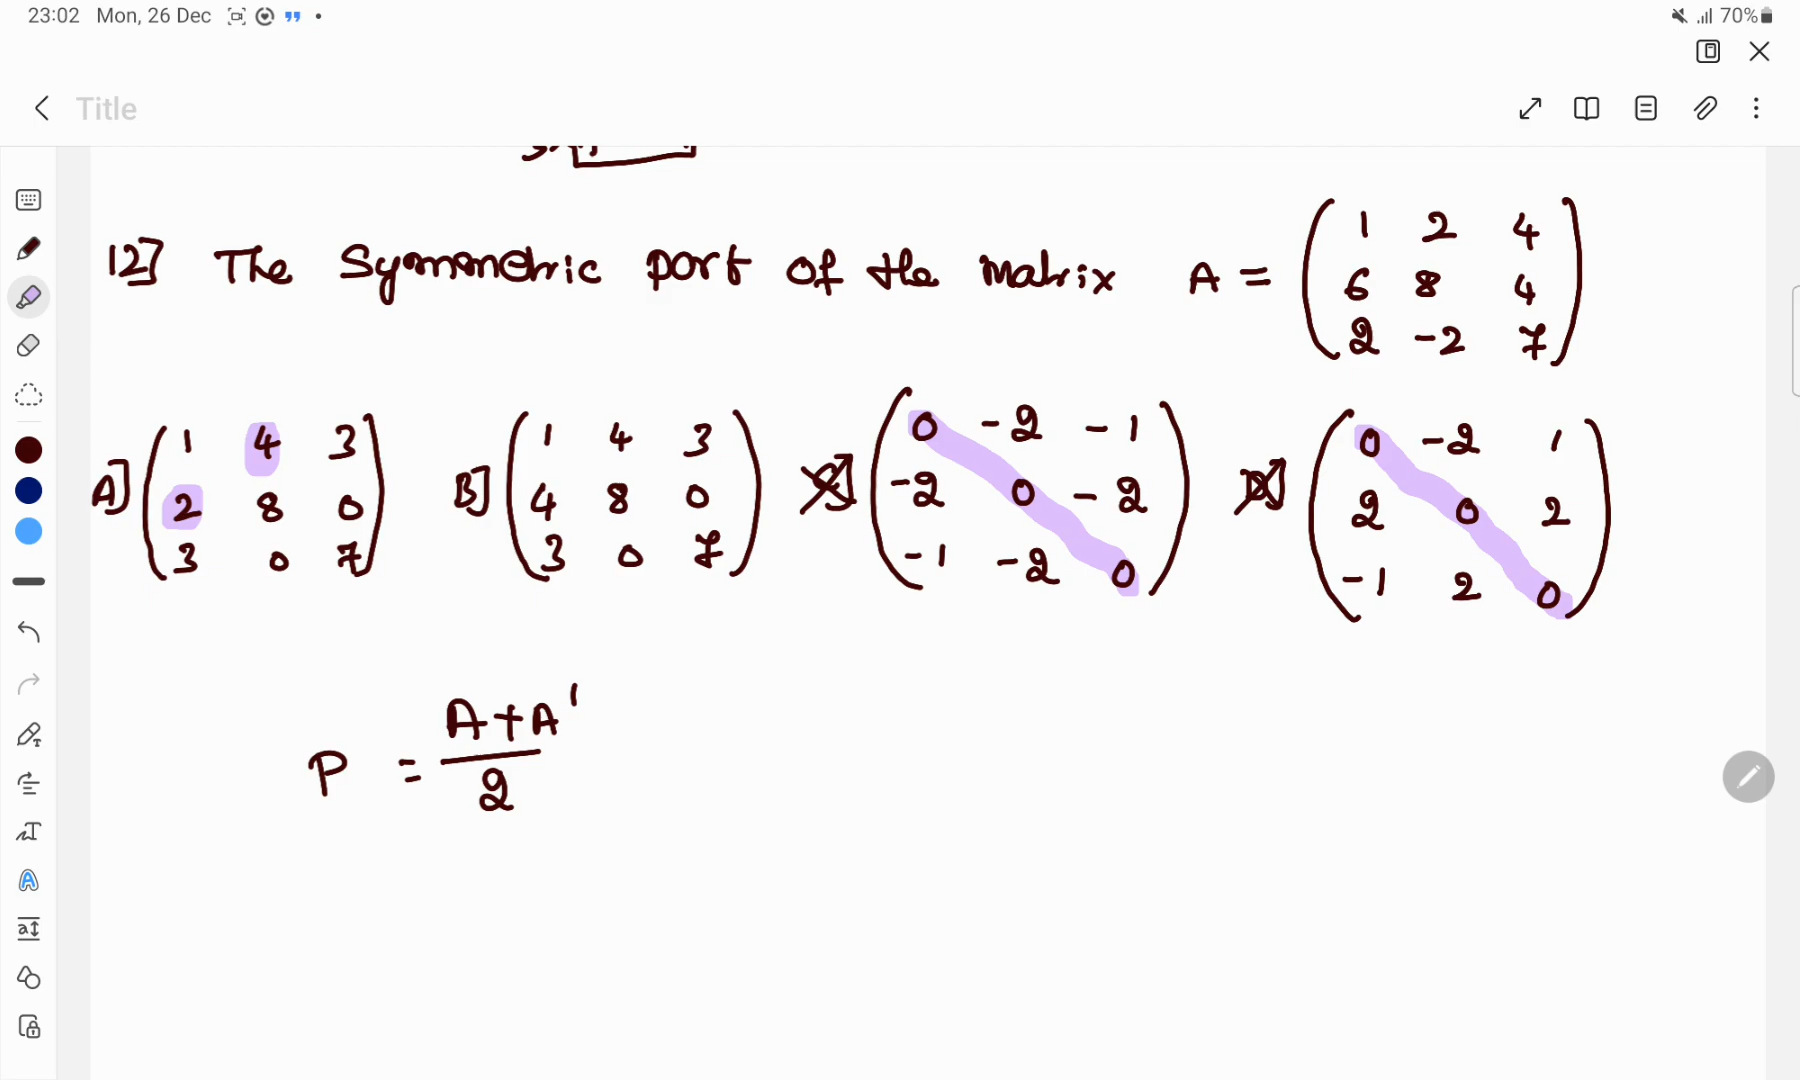 23:02 Mon, 26 Dec 70%
Title
12] The Symmetric part of the matrix A = (1 2 4
6 8 4
2 -2 7)
A] (1 4 3
2 8 0
3 0 7)
B] (1 4 3
4 8 0
3 0 7)
C] (0 -2 -1
-2 0 -2
-1 -2 0)
D] (0 -2 1
2 0 2
-1 2 0)
P = A+A'
2